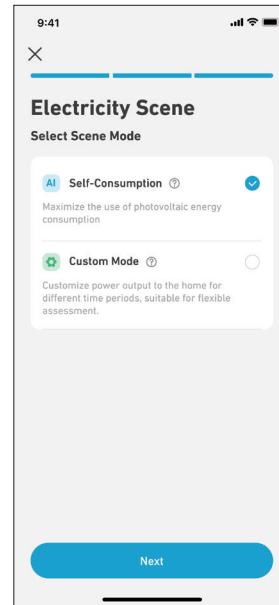 9:41
Electricity Scene
Select Scene Mode
AI Self-Consumption ?
Maximize the use of photovoltaic energy
consumption
Custom Mode ?
Customize power output to the home for
different time periods, suitable for flexible
assessment.
Next